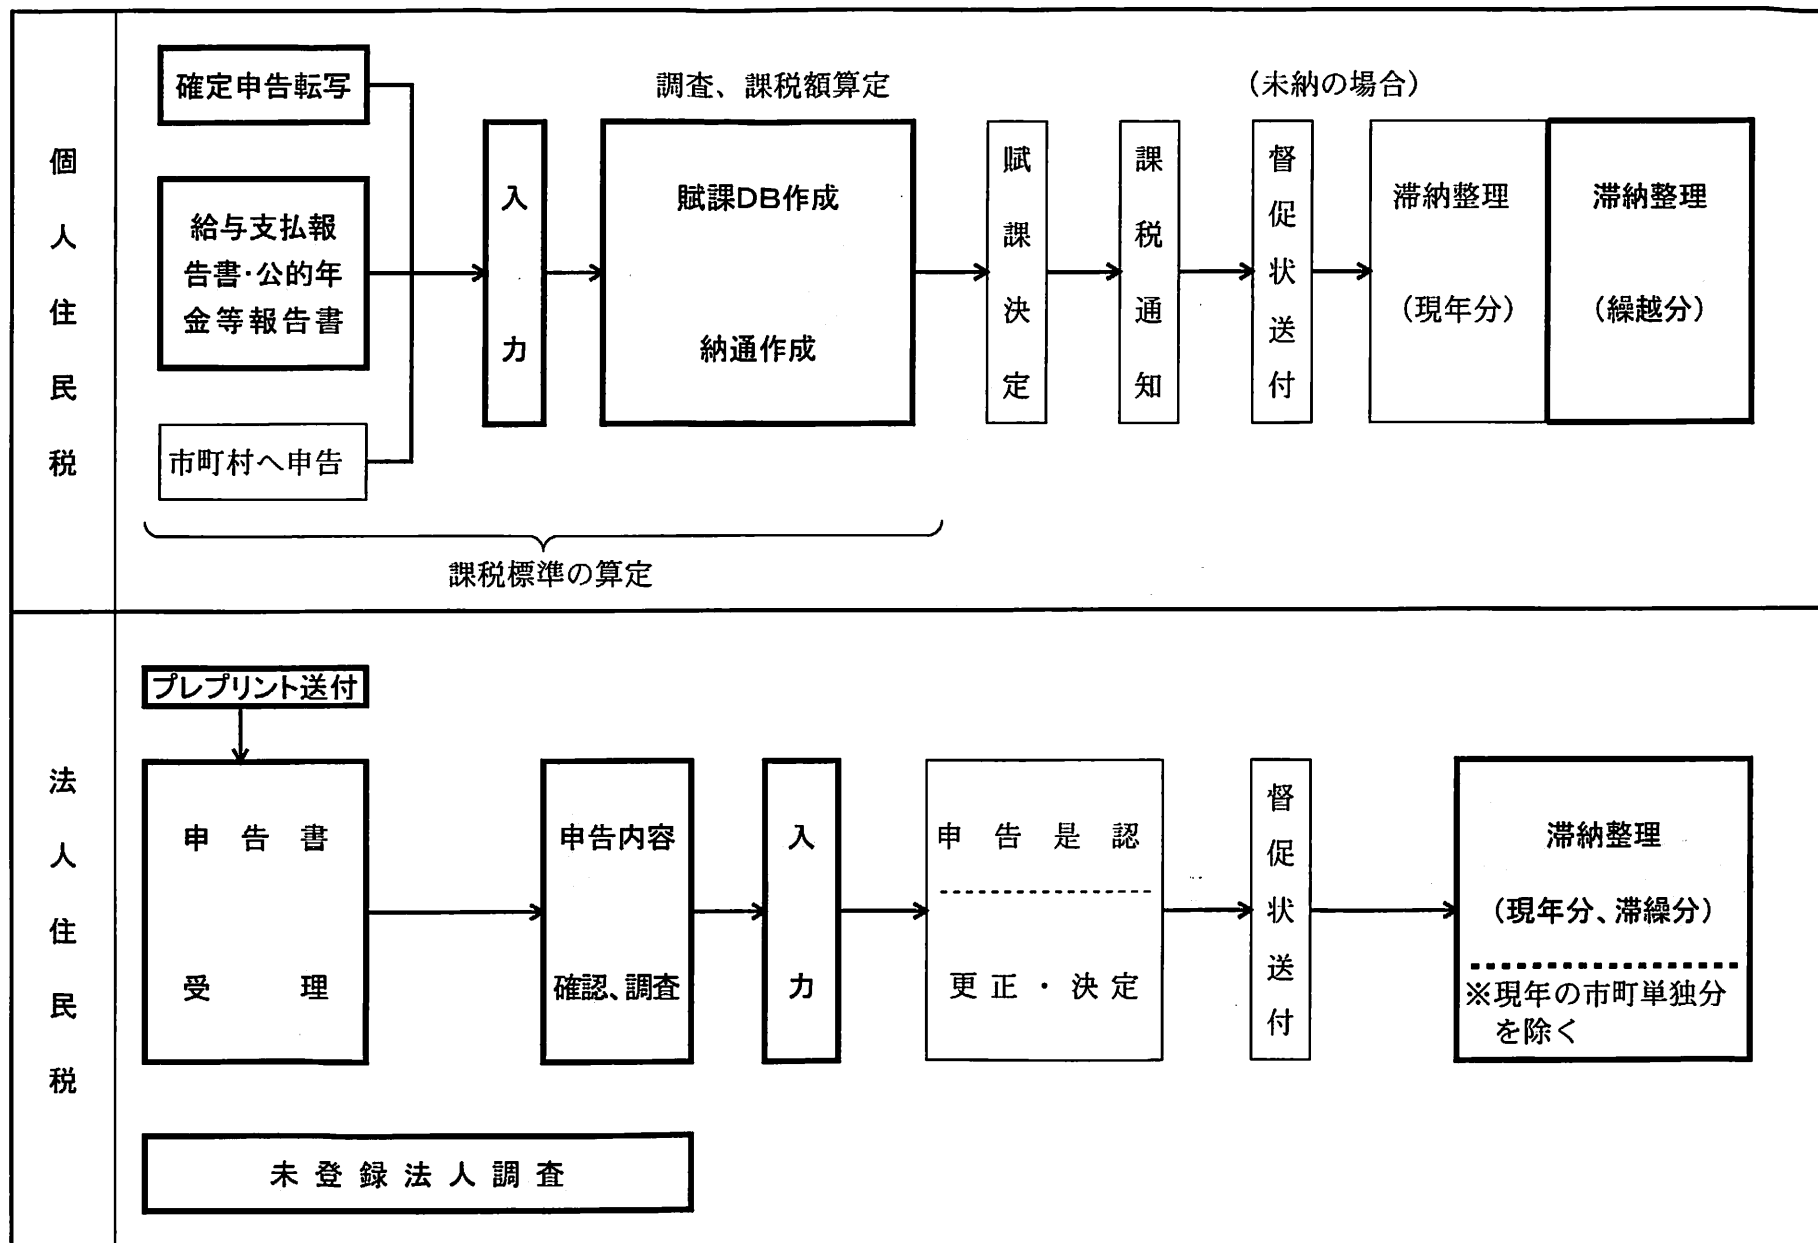 個人住民税
確定申告転写
給与支払報
告書・公的年
金等報告書
市町村へ申告
入力
調査、課税額算定
賦課DB作成
納通作成
課税標準の算定
賦課決定
課税通知
(未納の場合)
督促状送付
滞納整理
(現年分)
滞納整理
(繰越分)
法人住民税
プレプリント送付
申告書
受理
申告内容
確認、調査
入力
申告是認
更正・決定
督促状送付
滞納整理
(現年分、滞繰分)
※現年の市町単独分
を除く
未登録法人調査